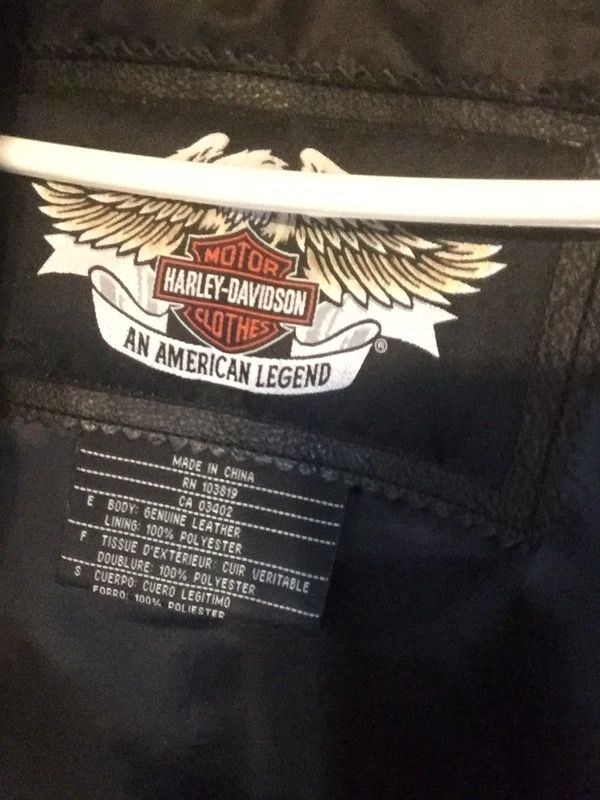 MOTOR
HARLEY-DAVIDSON
CLOTHES
AN AMERICAN LEGEND
®
MADE IN CHINA
RN 103819
CA 03402
E BODY: GENUINE LEATHER
LINING: 100% POLYESTER
F TISSUE D'EXTERIEUR: CUIR VERITABLE
DOUBLURE: 100% POLYESTER
S CUERPO: CUERO LEGITIMO
FORRO: 100% POLIESTER